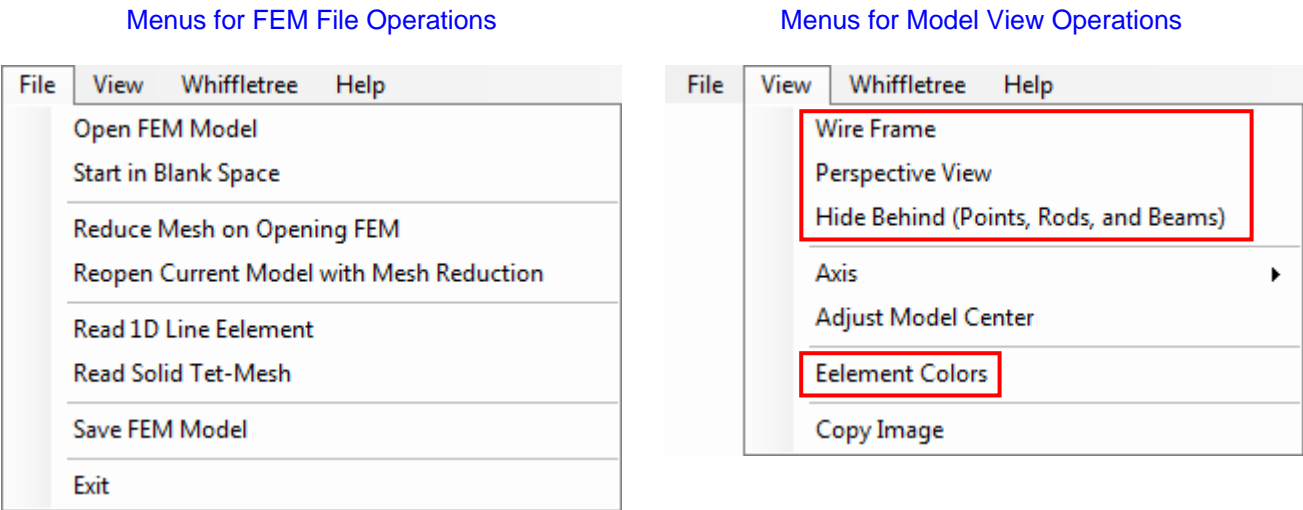 Menus for FEM File Operations
File View Whiffletree Help
Open FEM Model
Start in Blank Space
Reduce Mesh on Opening FEM
Reopen Current Model with Mesh Reduction
Read 1D Line Eelement
Read Solid Tet-Mesh
Save FEM Model
Exit
Menus for Model View Operations
File View Whiffletree Help
Wire Frame
Perspective View
Hide Behind (Points, Rods, and Beams)
Axis
Adjust Model Center
Eelement Colors
Copy Image